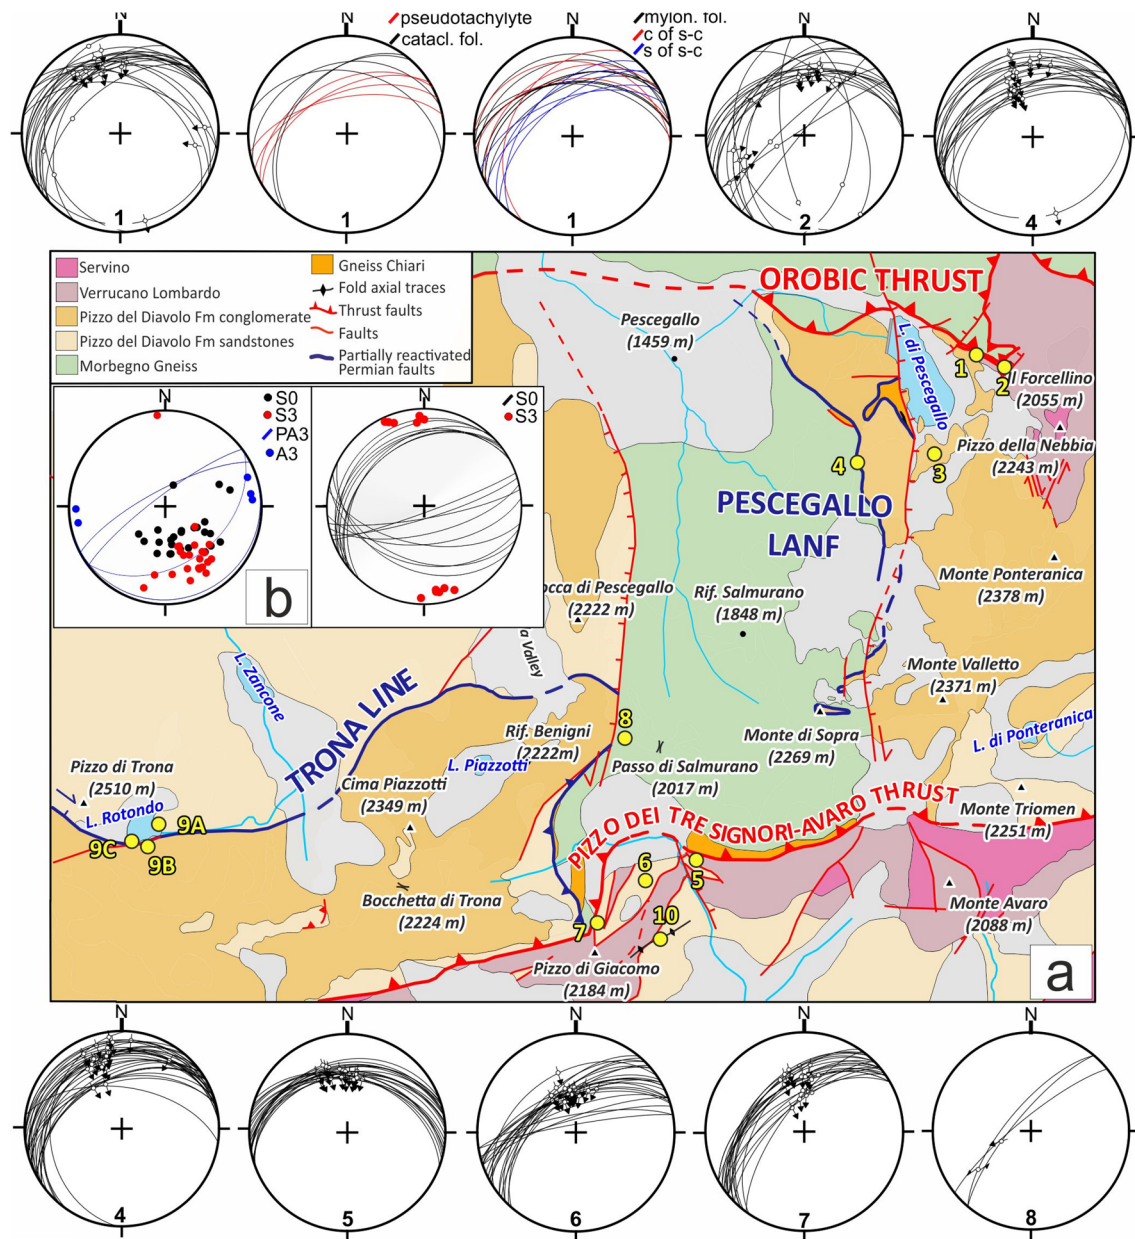 N
N
N
N
N
pseudotachylyte
catacl. fol.
mylon. fol.
c of s-c
s of s-c
1
1
1
2
4
Servino
Verrucano Lombardo
Pizzo del Diavolo Fm conglomerate
Pizzo del Diavolo Fm sandstones
Morbegno Gneiss
Gneiss Chiari
Fold axial traces
Thrust faults
Faults
Partially reactivated
Permian faults
OROBIC THRUST
Pescegallo
(1459 m)
L. di Pescegallo
1
2
Il Forcellino
(2055 m)
Pizzo della Nebbia
(2243 m)
3
4
N
S0
S3
PA3
A3
b
N
S0
S3
PESCEGALLO
LANF
Monte Ponteranica
(2378 m)
occa di Pescegallo
(2222 m)
Rif. Salmurano
(1848 m)
a Valley
L. Zancone
TRONA LINE
Monte Valletto
(2371 m)
Rif. Benigni
(2222m)
8
Passo di Salmurano
(2017 m)
Monte di Sopra
(2269 m)
L. di Ponteranica
Pizzo di Trona
(2510 m)
L. Rotondo
9A
9B
9C
Cima Piazzotti
(2349 m)
L. Piazzotti
PIZZO DEI TRE SIGNORI-AVARO THRUST
Monte Triomen
(2251 m)
6
5
Bocchetta di Trona
(2224 m)
7
10
Monte Avaro
(2088 m)
Pizzo di Giacomo
(2184 m)
a
N
N
N
N
N
4
5
6
7
8